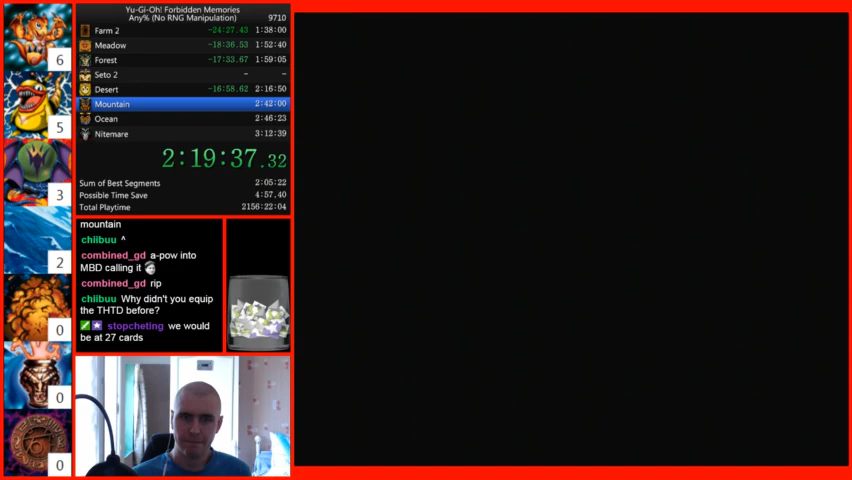 Yu-Gi-Oh! Forbidden Memories
Any% (No RNG Manipulation) 9710
Farm 2 -24:27.43 1:38:00
Meadow -18:36.53 1:52:40
Forest -17:33.67 1:59:05
Seto 2 - -
Desert -16:58.62 2:16:50
Mountain 2:42:00
Ocean 2:46:23
Nitemare 3:12:39
2:19:37.32
Sum of Best Segments 2:05:22
Possible Time Save 4:57.40
Total Playtime 2156:22:04
6
5
3
2
0
0
0
mountain
chiibuu ^
combined_gd a-pow into
MBD calling it
combined_gd rip
chiibuu Why didn't you equip
the THTD before?
stopcheting we would
be at 27 cards